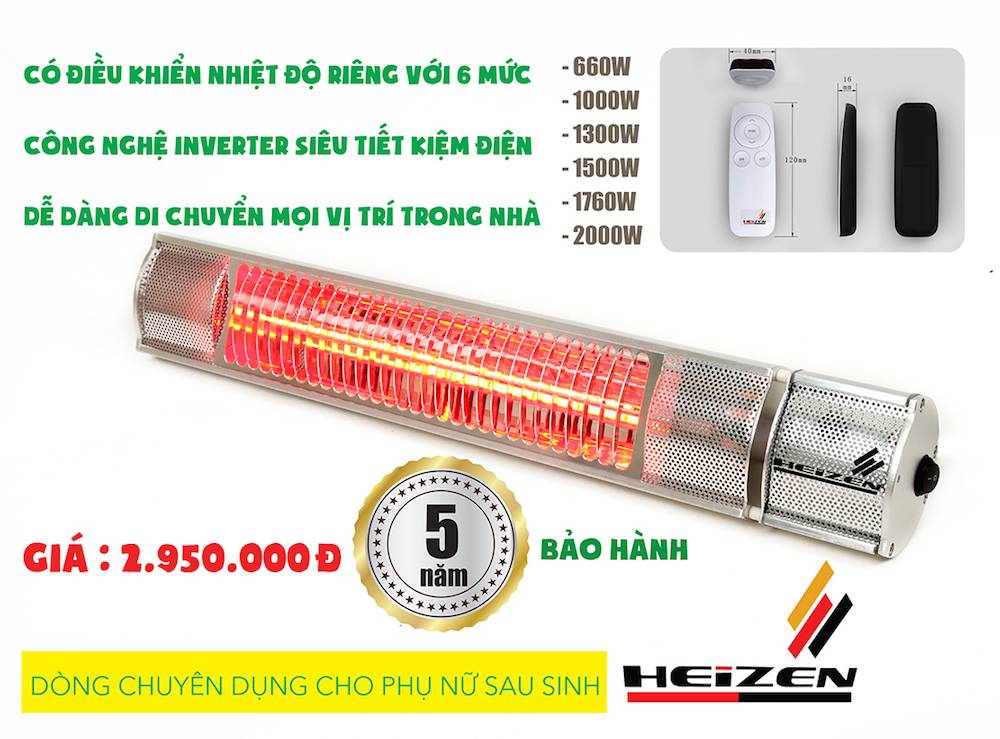 CÓ ĐIỀU KHIỂN NHIỆT ĐỘ RIÊNG VỚI 6 MỨC
CÔNG NGHỆ INVERTER SIÊU TIẾT KIỆM ĐIỆN
DỄ DÀNG DI CHUYỂN MỌI VỊ TRÍ TRONG NHÀ
- 660W
- 1000W
- 1300W
- 1500W
- 1760W
- 2000W
40mm
16
mm
120mm
HEIZEN
HEIZEN
GIÁ : 2.950.000Đ
5
năm
BẢO HÀNH
DÒNG CHUYÊN DỤNG CHO PHỤ NỮ SAU SINH
HEIZEN